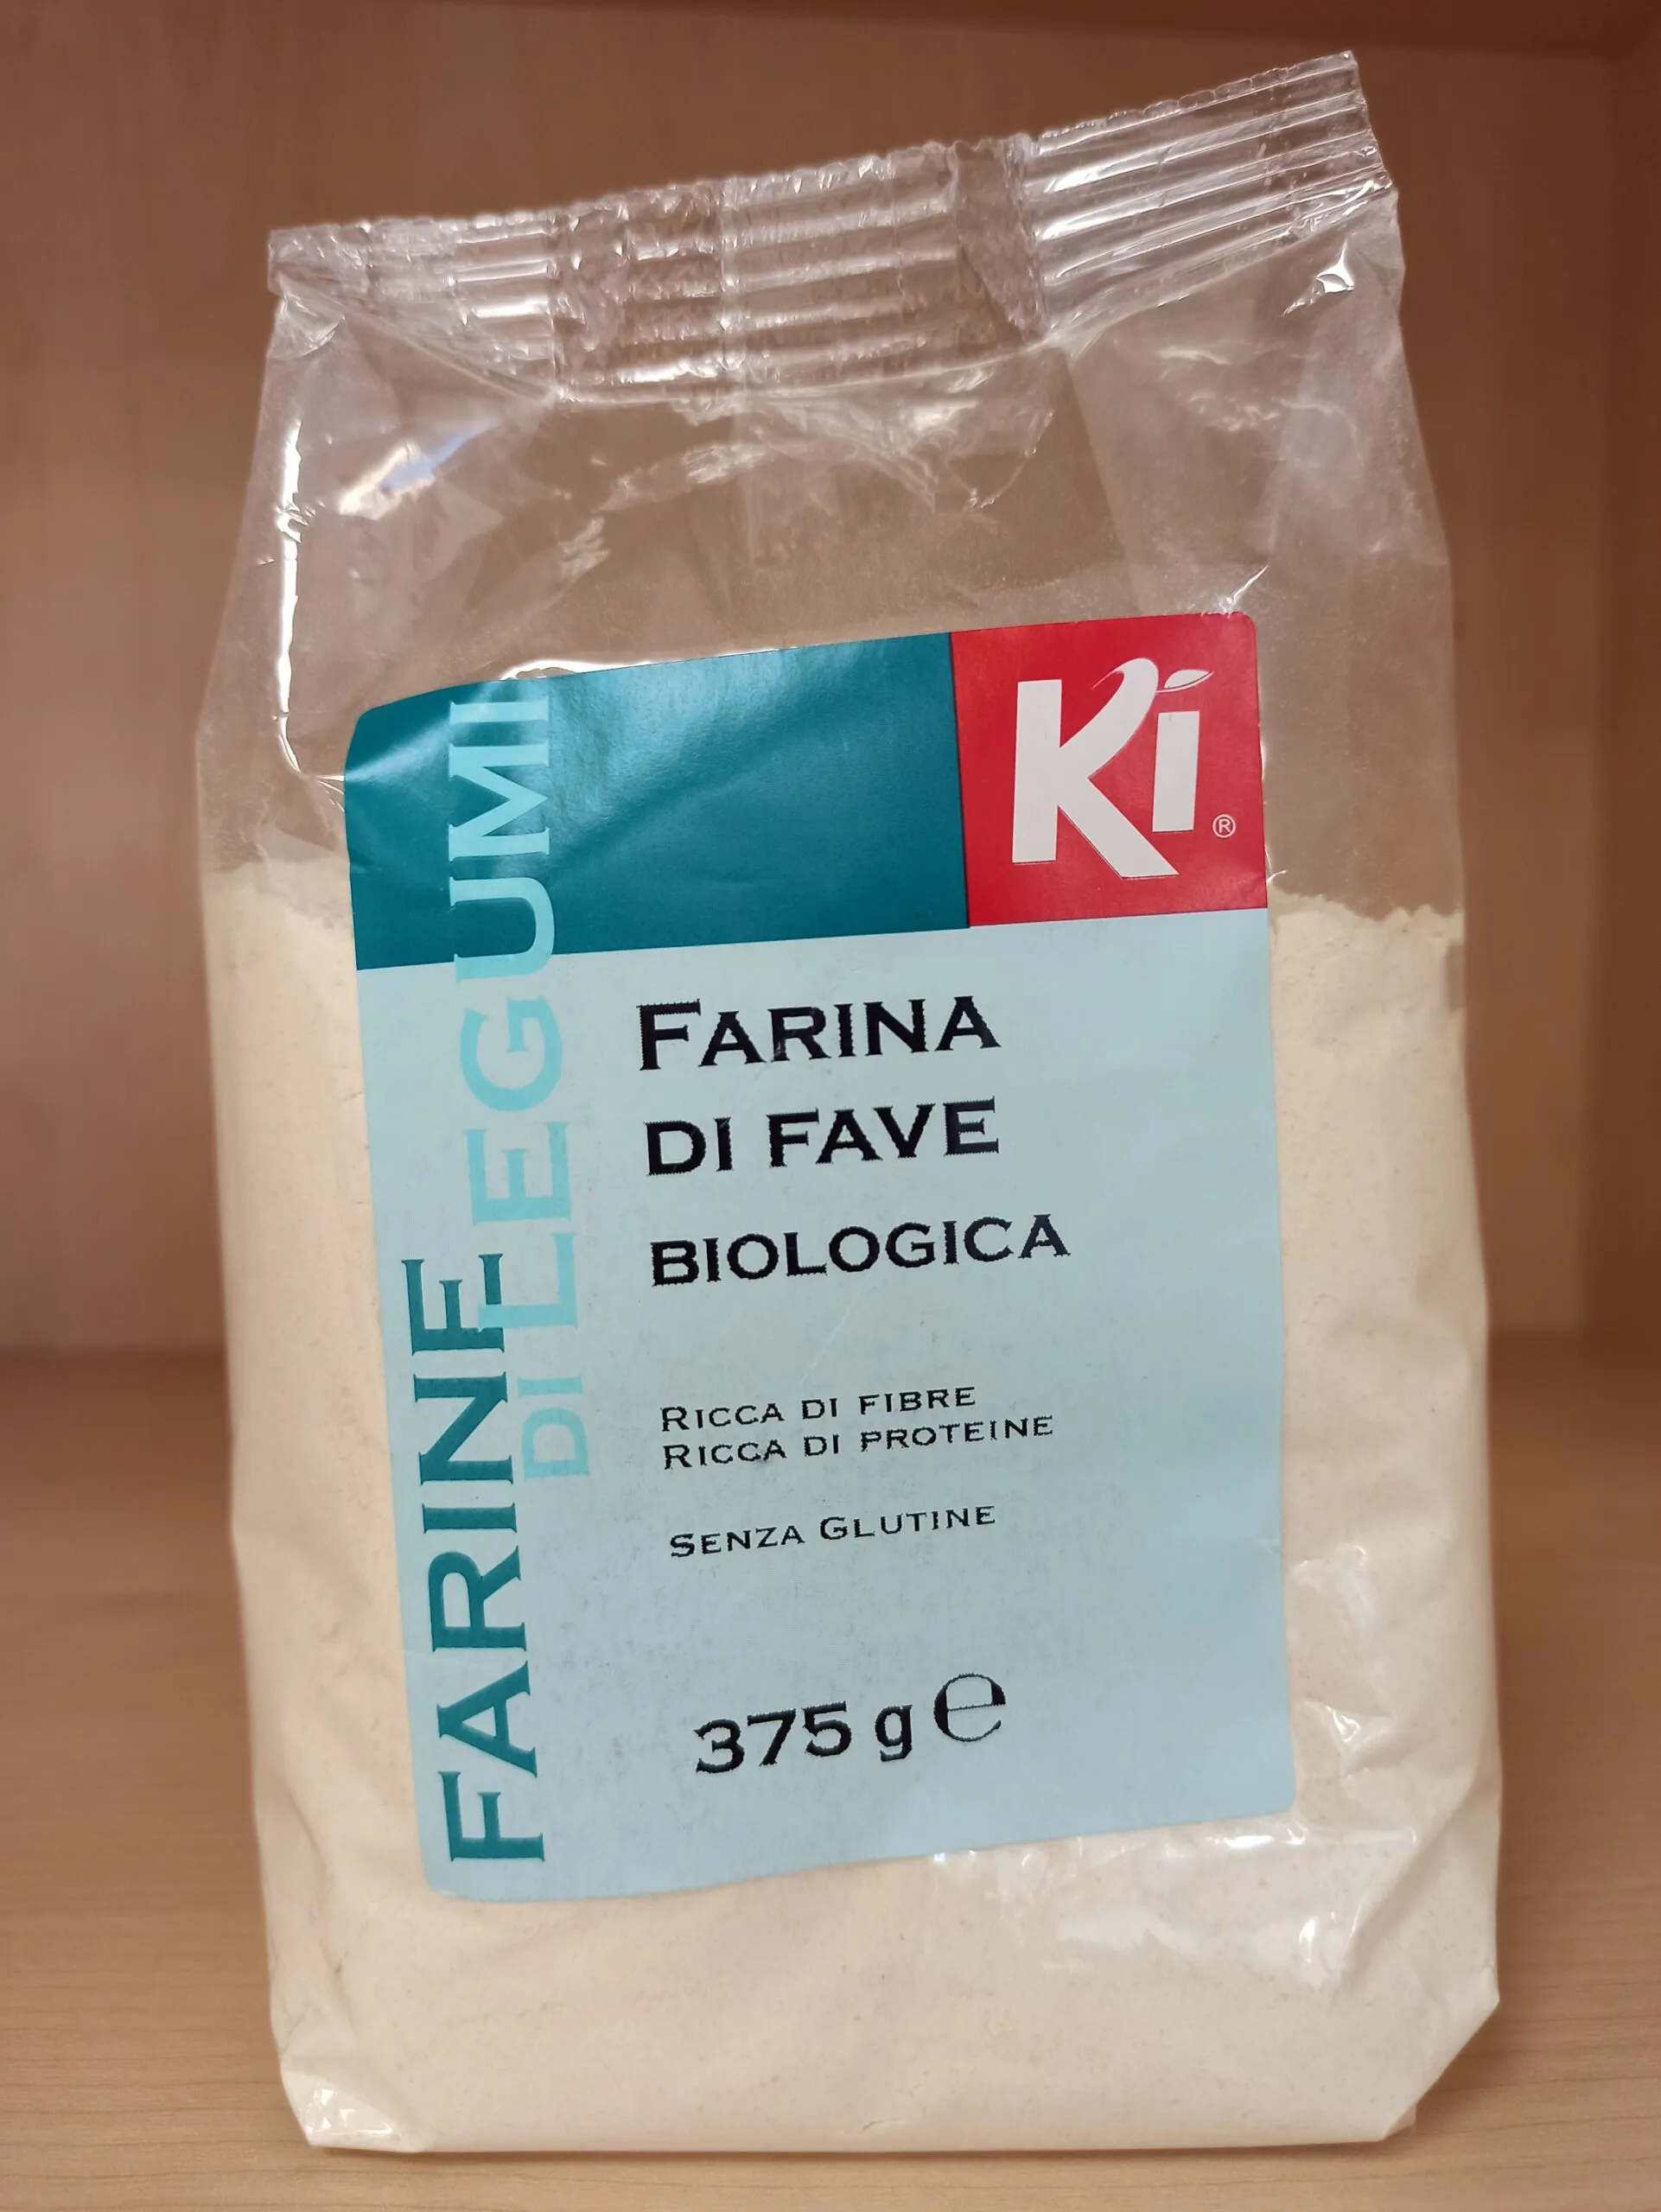 Ki®
FARINE
DI LEGUMI
FARINA
DI FAVE
BIOLOGICA
RICCA DI FIBRE
RICCA DI PROTEINE
SENZA GLUTINE
375 g ℮